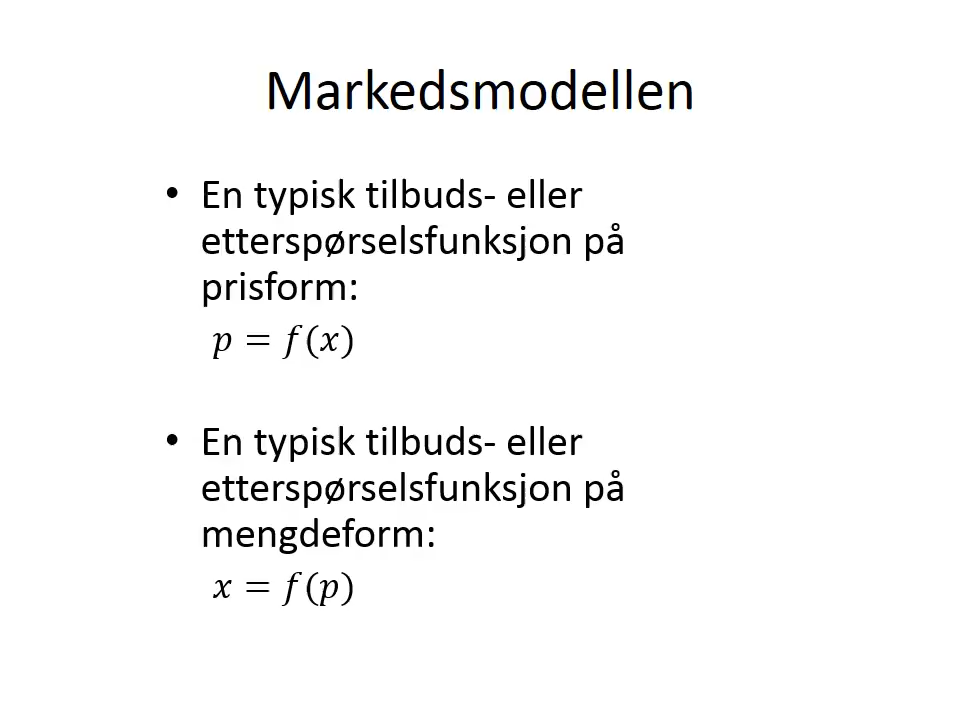 Markedsmodellen
• En typisk tilbuds- eller
etterspørselsfunksjon på
prisform:
p = f(x)
• En typisk tilbuds- eller
etterspørselsfunksjon på
mengdeform:
x = f(p)